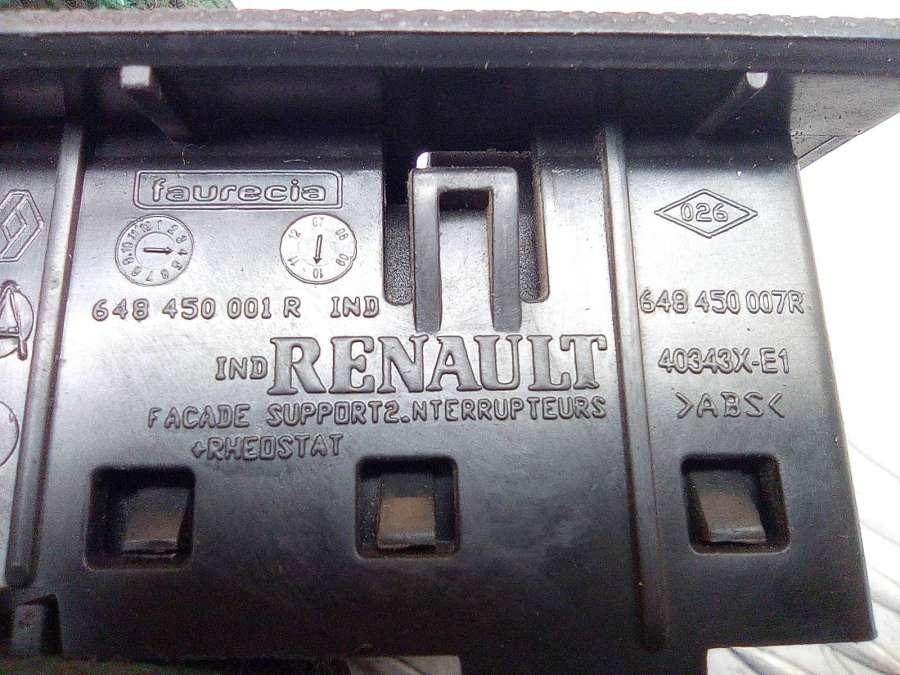 faurecia
026
648 450 001 R IND
648 450 007R
IND RENAULT
40343X-E1
FACADE SUPPORT2.NTERRUPTEURS
>ABS<
+RHEOSTAT